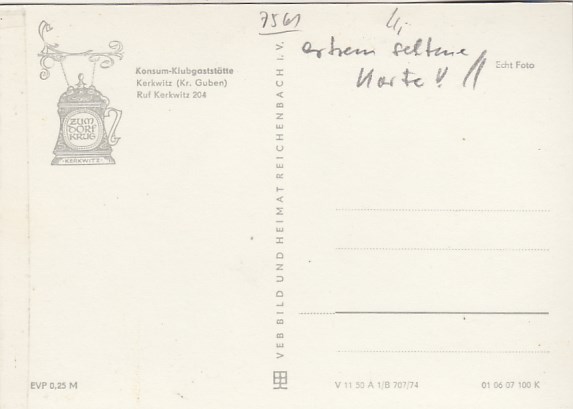 7561
extrem seltene
Karte !
Echt Foto
Konsum-Klubgaststätte
Kerkwitz (Kr. Guben)
Ruf Kerkwitz 204
ZUM
DORF
KRUG
KERKWITZ
VEB BILD UND HEIMAT REICHENBACH I. V.
EVP 0,25 M
V 11 50 A 1/B 707/74
01 06 07 100 K